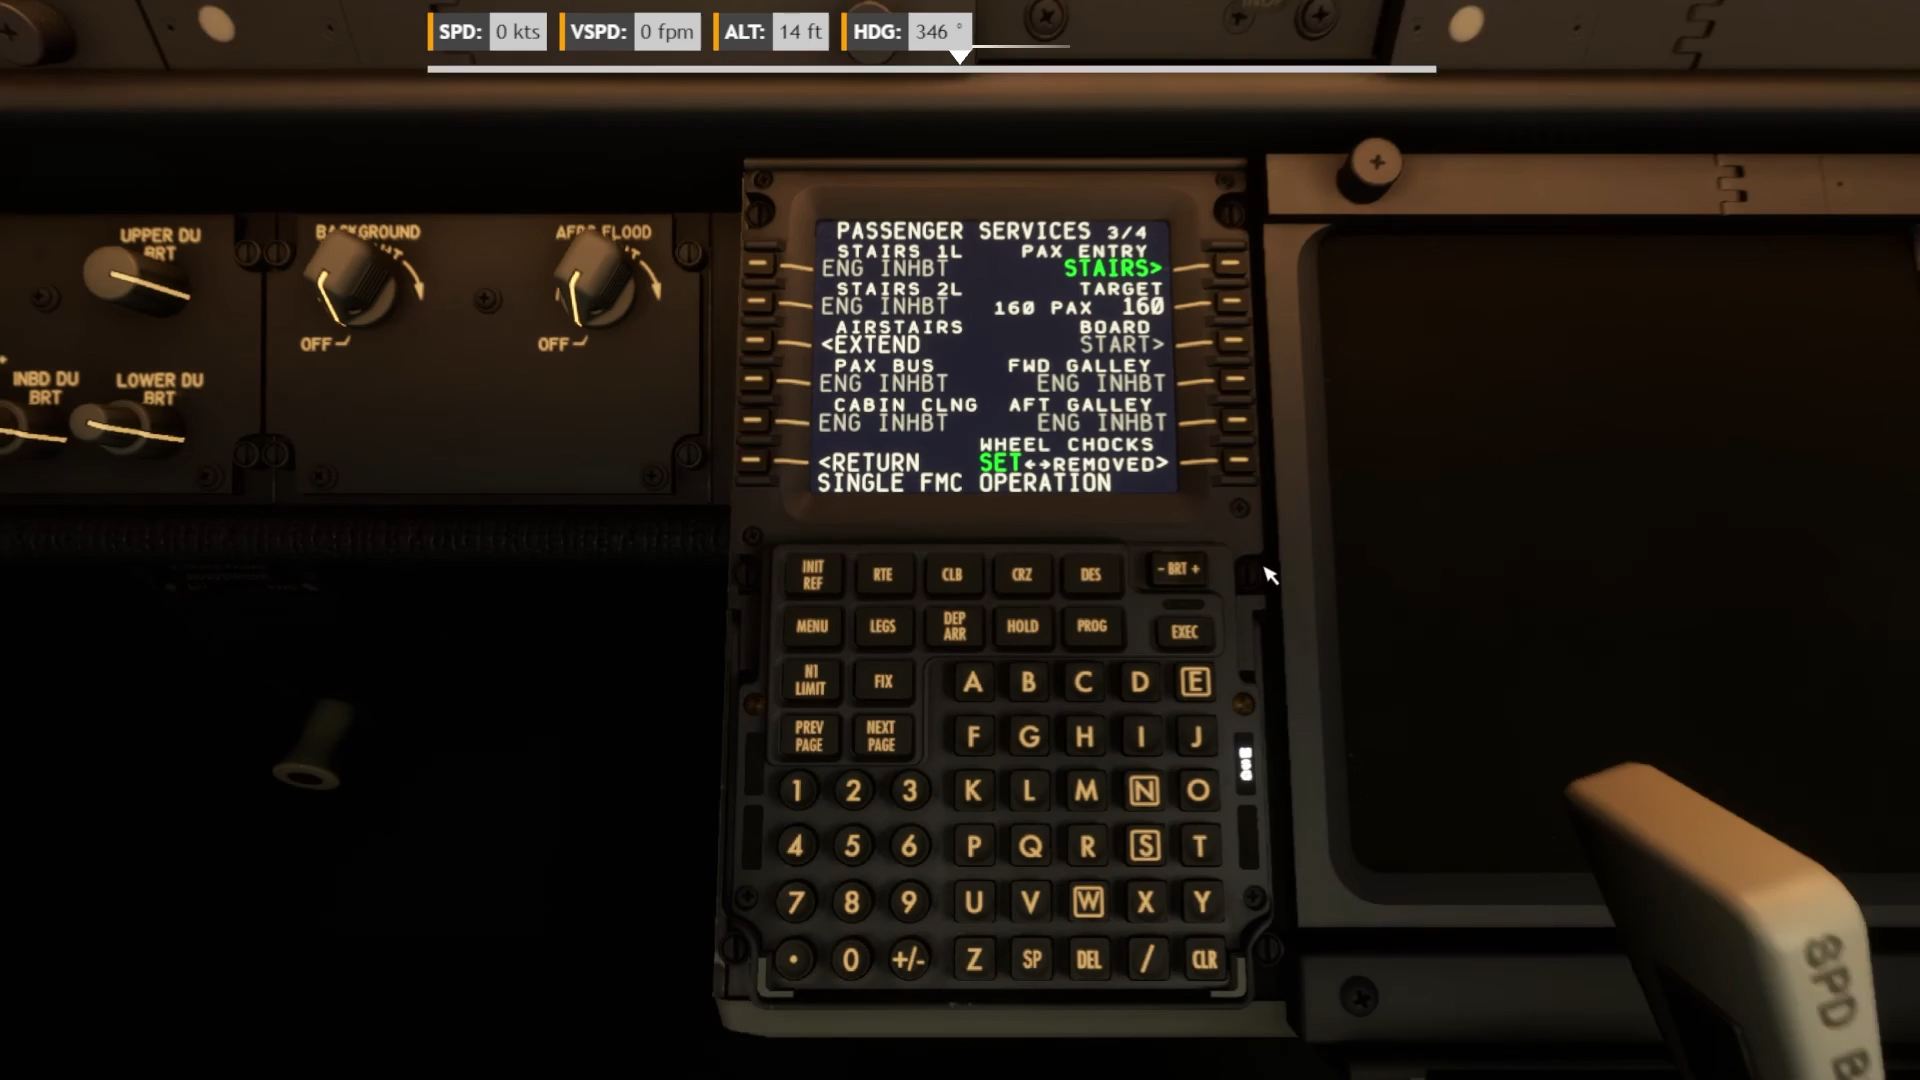 SPD: 0 kts VSPD: 0 fpm ALT: 14 ft HDG: 346 °
UPPER DU
BRT
BACKGROUND
OFF
AFDS FLOOD
OFF
INBD DU
BRT
LOWER DU
BRT
PASSENGER SERVICES 3/4
STAIRS 1L PAX ENTRY
ENG INHBT STAIRS>
STAIRS 2L TARGET
ENG INHBT 160 PAX 160
AIRSTAIRS BOARD
<EXTEND START>
PAX BUS FWD GALLEY
ENG INHBT ENG INHBT
CABIN CLNG AFT GALLEY
ENG INHBT ENG INHBT
WHEEL CHOCKS
<RETURN SET←→REMOVED>
SINGLE FMC OPERATION
INIT REF RTE CLB CRZ DES - BRT +
MENU LEGS DEP ARR HOLD PROG EXEC
N1 LIMIT FIX A B C D E
PREV PAGE NEXT PAGE F G H I J
1 2 3 K L M N O
4 5 6 P Q R S T
7 8 9 U V W X Y
. 0 +/- Z SP DEL / CLR